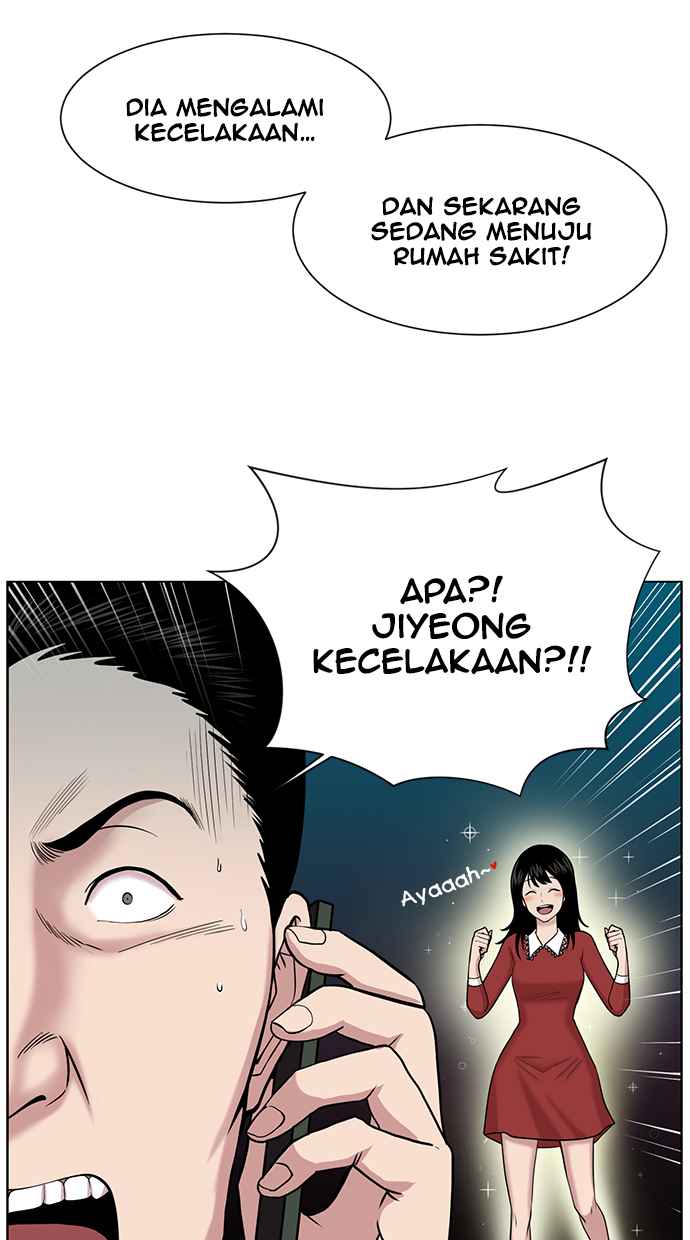 DIA MENGALAMI
KECELAKAAN...
DAN SEKARANG
SEDANG MENUJU
RUMAH SAKIT!
APA?!
JIYEONG
KECELAKAAN?!!
Ayaaah~♥